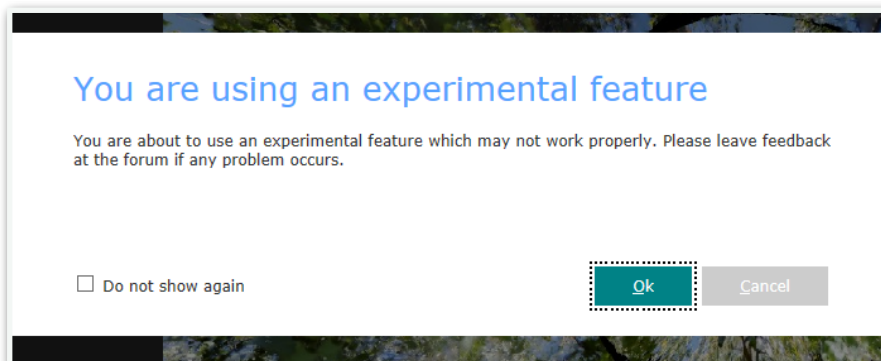 You are using an experimental feature
You are about to use an experimental feature which may not work properly. Please leave feedback
at the forum if any problem occurs.
Do not show again
Ok
Cancel